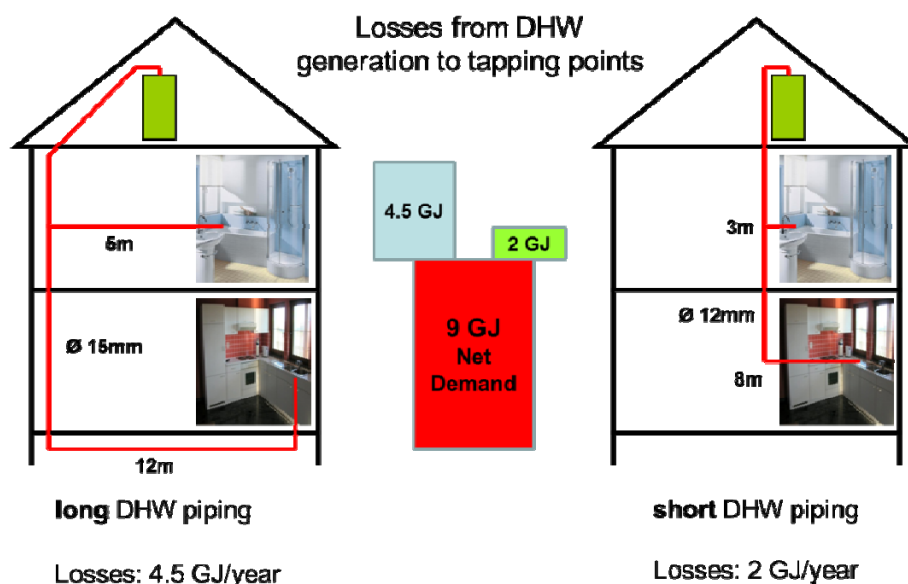 Losses from DHW
generation to tapping points
4.5 GJ
2 GJ
6m
3m
9 GJ
Net
Demand
Ø 15mm
Ø 12mm
8m
12m
long DHW piping
short DHW piping
Losses: 4.5 GJ/year
Losses: 2 GJ/year